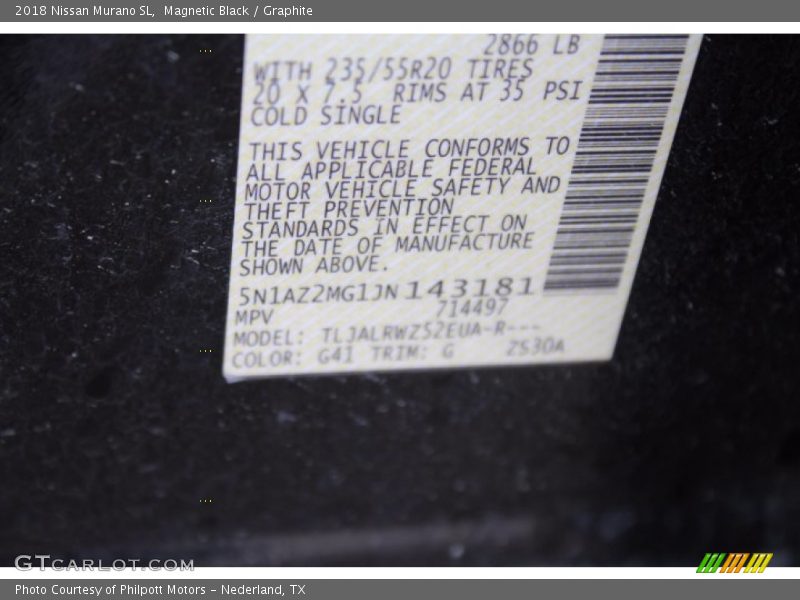 2018 Nissan Murano SL,  Magnetic Black / Graphite
2866 LB
WITH 235/55R20 TIRES
20 X 7.5 RIMS AT 35 PSI
COLD SINGLE
THIS VEHICLE CONFORMS TO
ALL APPLICABLE FEDERAL
MOTOR VEHICLE SAFETY AND
THEFT PREVENTION
STANDARDS IN EFFECT ON
THE DATE OF MANUFACTURE
SHOWN ABOVE.
5N1AZ2MG1JN143181
MPV 714497
MODEL: TLJALRWZ52EUA-R---
COLOR: G41 TRIM: G ZS30A
GTCARLOT.COM
Photo Courtesy of Philpott Motors - Nederland, TX